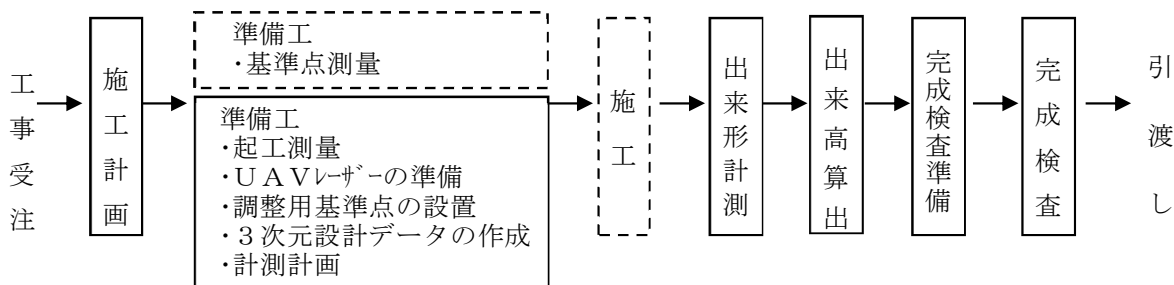 工事受注
施工計画
準備工
・基準点測量
準備工
・起工測量
・UAVﾚｰｻﾞｰの準備
・調整用基準点の設置
・3次元設計データの作成
・計測計画
施工
出来形計測
出来高算出
完成検査準備
完成検査
引渡し